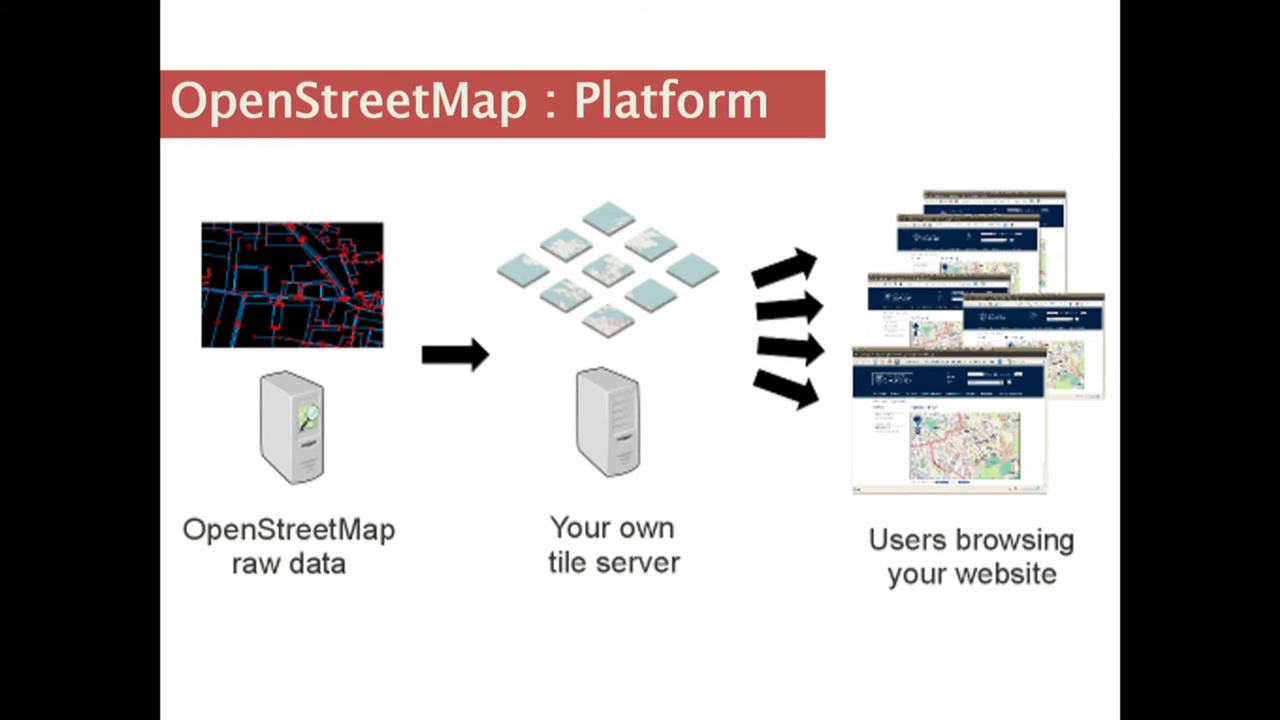 OpenStreetMap : Platform
OpenStreetMap
raw data
Your own
tile server
Users browsing
your website